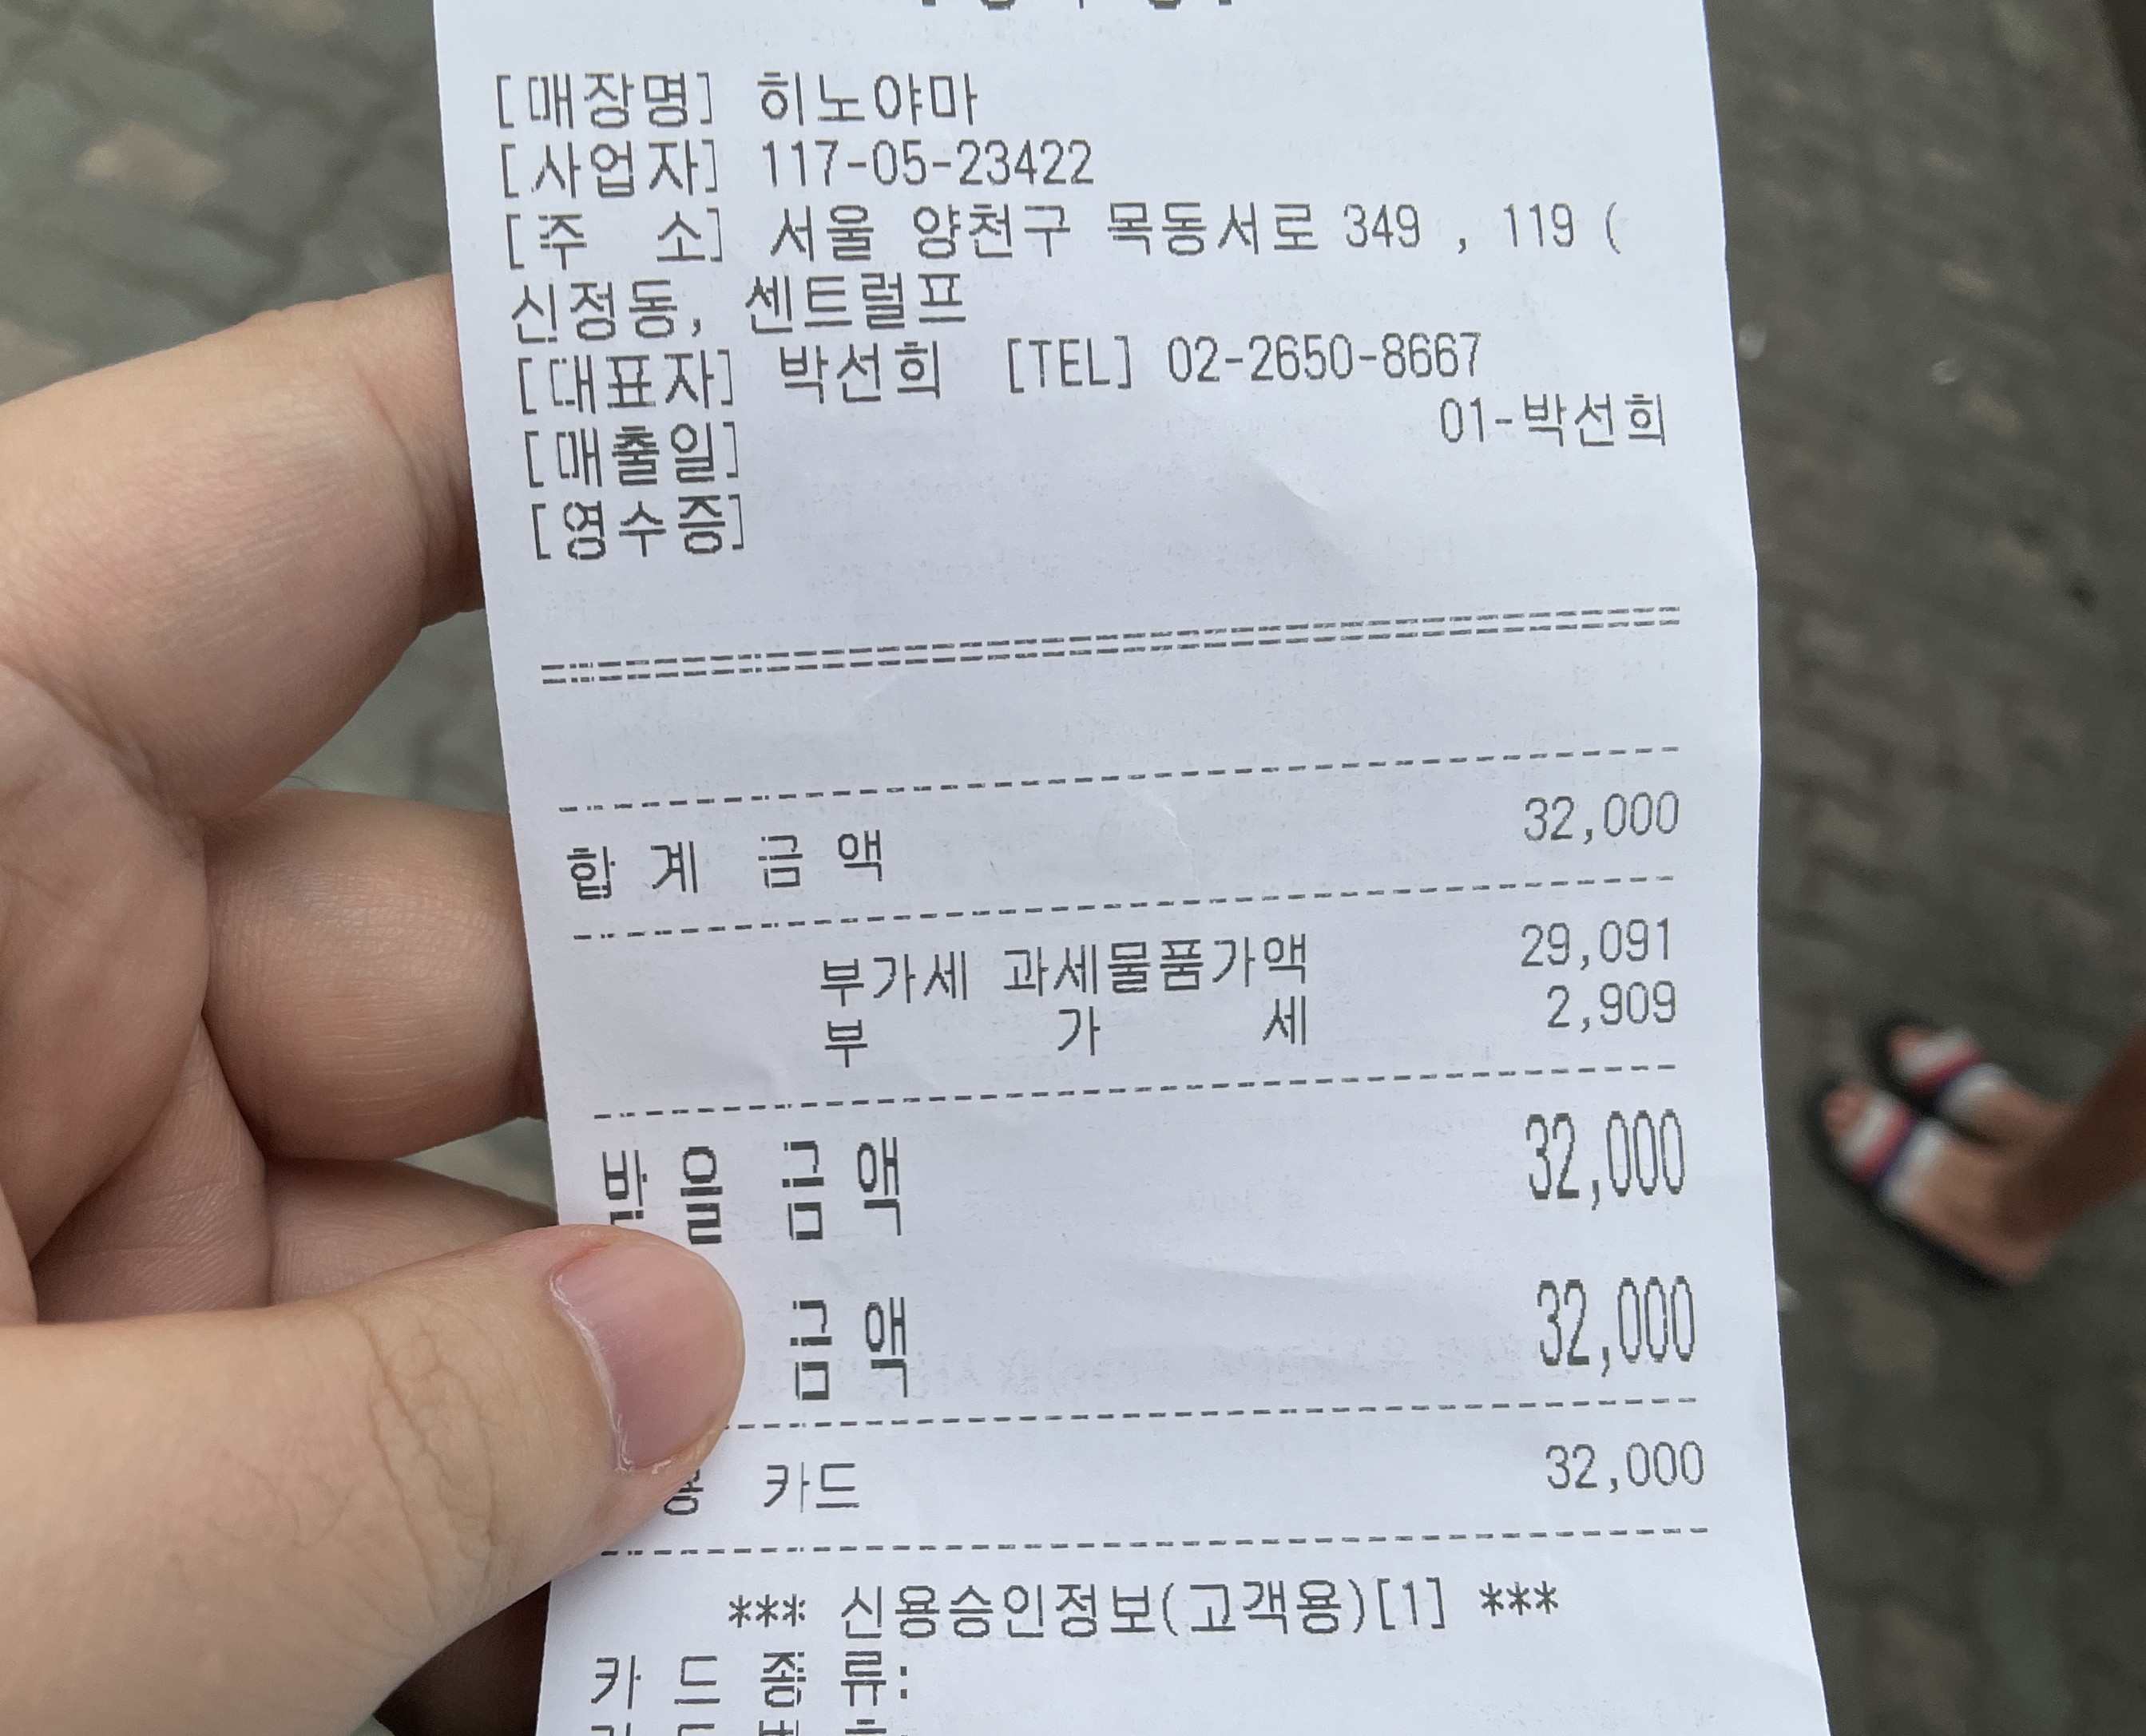 [매장명] 히노야마
[사업자] 117-05-23422
[주 소] 서울 양천구 목동서로 349 , 119 (
신정동, 센트럴프
[대표자] 박선희 [TEL] 02-2650-8667
[매출일] 01-박선희
[영수증]
합 계 금 액 32,000
부가세 과세물품가액 29,091
부 가 세 2,909
받 을 금 액 32,000
금 액 32,000
용 카드 32,000
*** 신용승인정보(고객용)[1] ***
카 드 종 류: